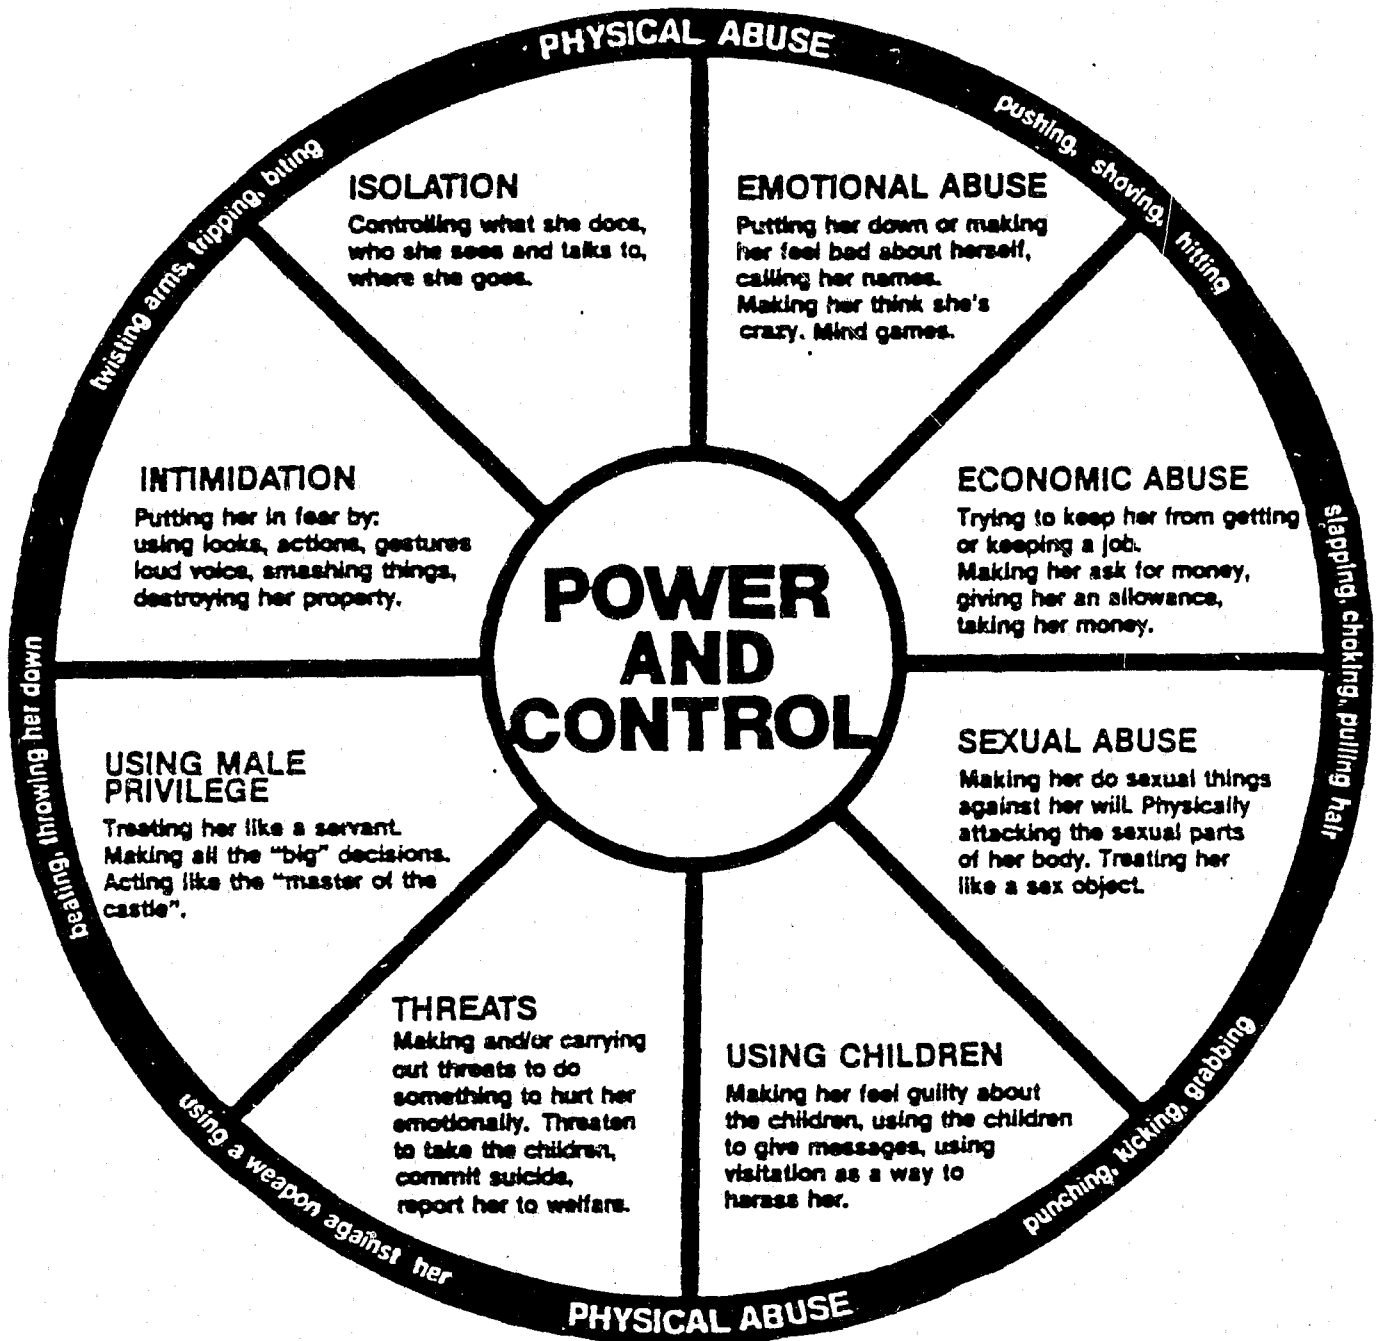 PHYSICAL ABUSE
pushing, shoving, hitting
slapping, choking, pulling hair
punching, kicking, grabbing
PHYSICAL ABUSE
using a weapon against her
beating, throwing her down
twisting arms, tripping, biting
ISOLATION
Controlling what she does,
who she sees and talks to,
where she goes.
EMOTIONAL ABUSE
Putting her down or making
her feel bad about herself,
calling her names.
Making her think she's
crazy. Mind games.
INTIMIDATION
Putting her in fear by:
using looks, actions, gestures
loud voice, smashing things,
destroying her property.
ECONOMIC ABUSE
Trying to keep her from getting
or keeping a job.
Making her ask for money,
giving her an allowance,
taking her money.
POWER
AND
CONTROL
USING MALE
PRIVILEGE
Treating her like a servant.
Making all the "big" decisions.
Acting like the "master of the
castle".
SEXUAL ABUSE
Making her do sexual things
against her will. Physically
attacking the sexual parts
of her body. Treating her
like a sex object.
THREATS
Making and/or carrying
out threats to do
something to hurt her
emotionally. Threaten
to take the children,
commit suicide,
report her to welfare.
USING CHILDREN
Making her feel guilty about
the children, using the children
to give messages, using
visitation as a way to
harass her.